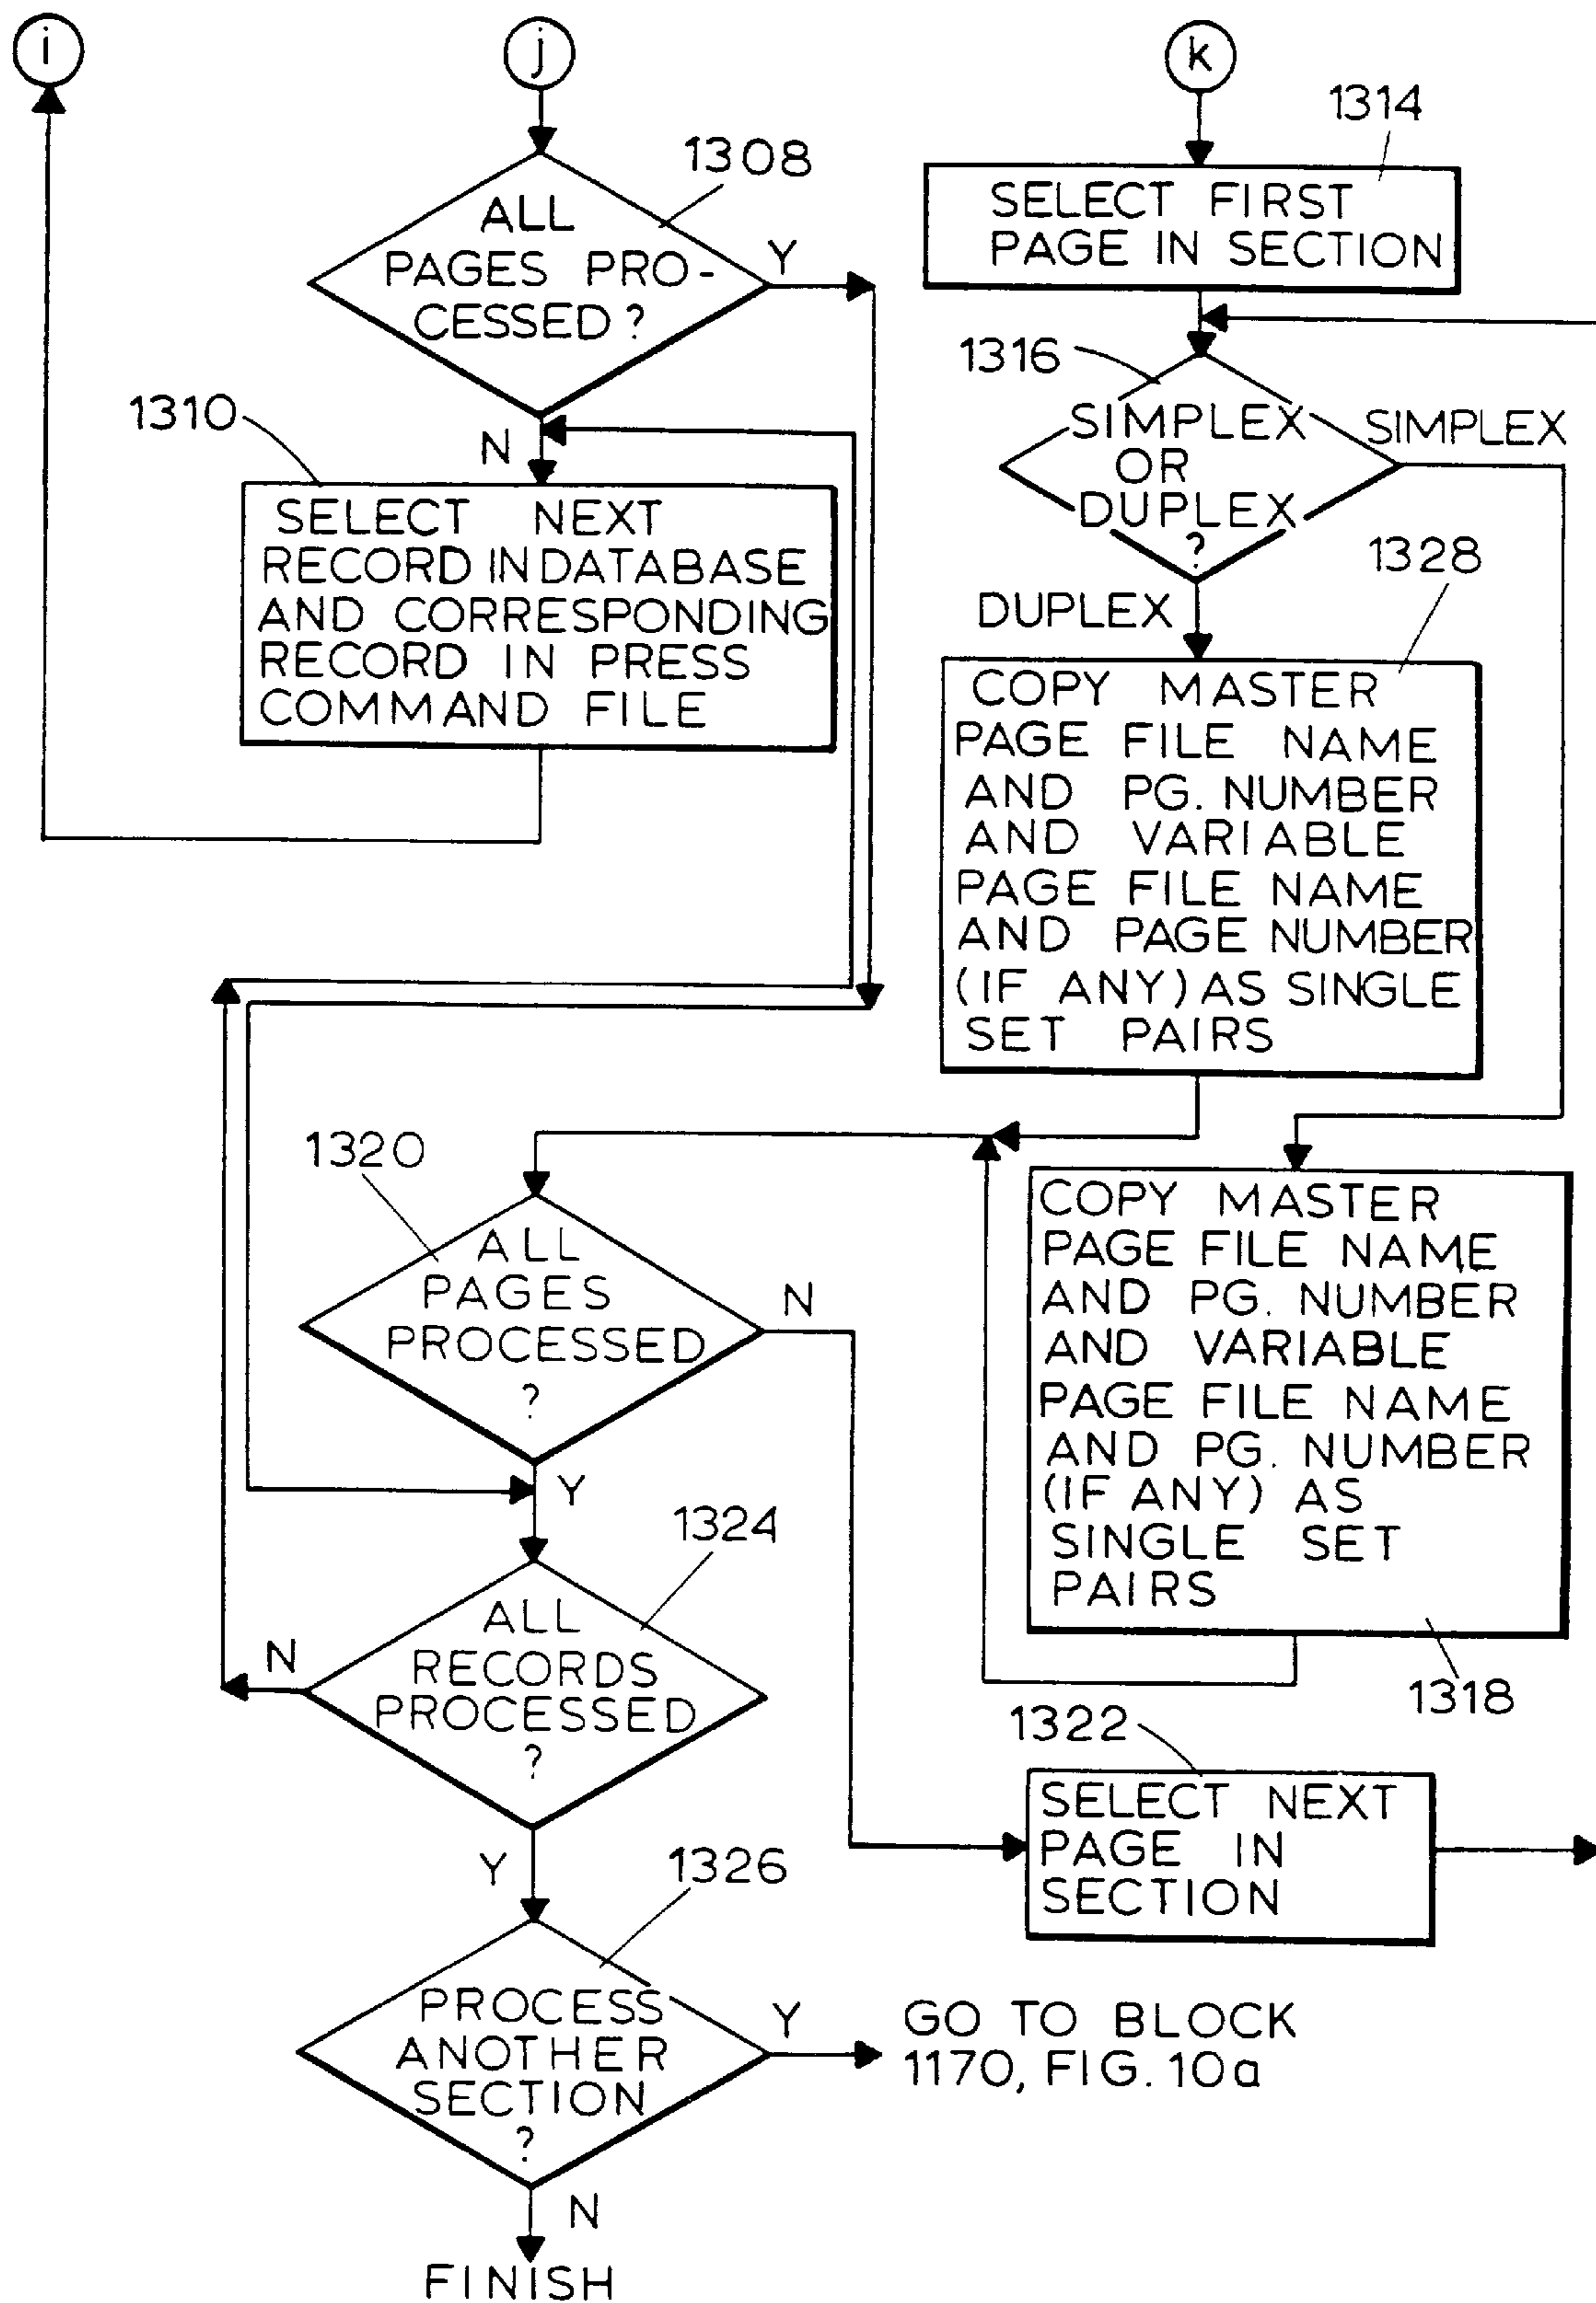 i
j
k
1308
ALL
PAGES PRO-
CESSED ?
Y
N
1310
SELECT NEXT
RECORD IN DATABASE
AND CORRESPONDING
RECORD IN PRESS
COMMAND FILE
1314
SELECT FIRST
PAGE IN SECTION
1316
SIMPLEX
OR
DUPLEX
?
SIMPLEX
DUPLEX
1328
COPY MASTER
PAGE FILE NAME
AND PG. NUMBER
AND VARIABLE
PAGE FILE NAME
AND PAGE NUMBER
(IF ANY) AS SINGLE
SET PAIRS
1320
ALL
PAGES
PROCESSED
?
N
Y
COPY MASTER
PAGE FILE NAME
AND PG. NUMBER
AND VARIABLE
PAGE FILE NAME
AND PG. NUMBER
(IF ANY) AS
SINGLE SET
PAIRS
1318
1324
ALL
RECORDS
PROCESSED
?
N
Y
1322
SELECT NEXT
PAGE IN
SECTION
1326
PROCESS
ANOTHER
SECTION
?
Y
GO TO BLOCK
1170, FIG. 10a
N
FINISH